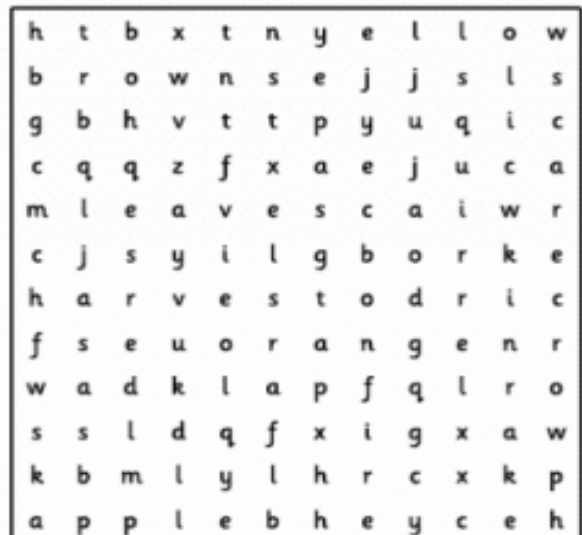 h t b x t n y e l l o w
b r o w n s e j j s l s
g b h v t t p y u q i c
c q q z f x a e j u c a
m l e a v e s c a i w r
c j s y i l g b o r k e
h a r v e s t o d r i c
f s e u o r a n g e n r
w a d k l a p f q l r o
s s l d q f x i g x a w
k b m l y l h r c x k p
a p p l e b h e y c e h